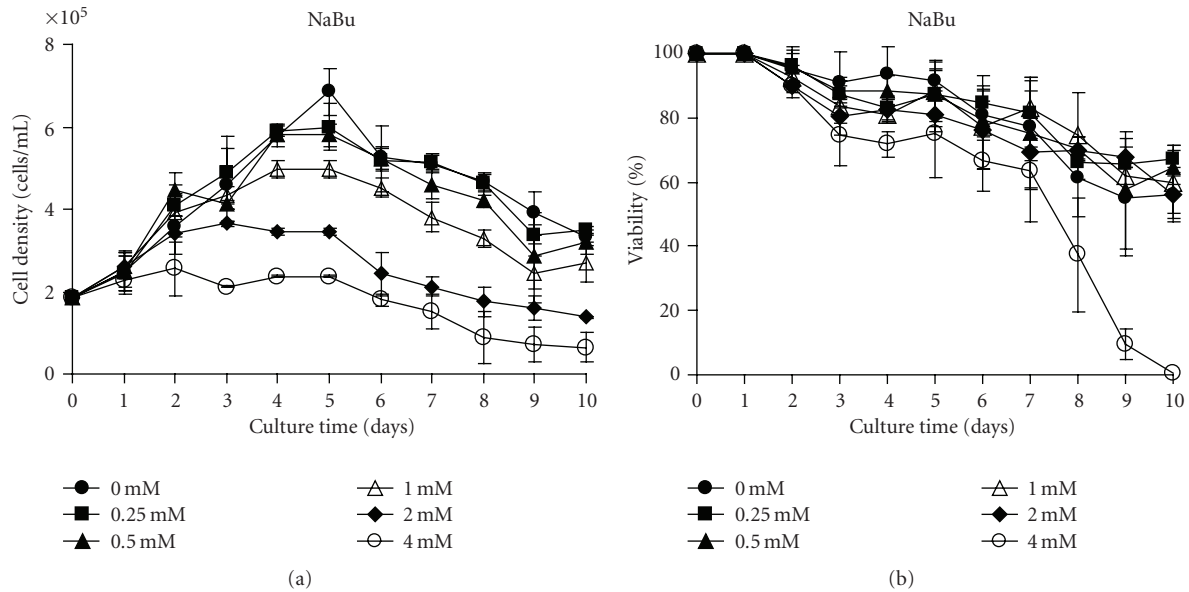 ×10⁵
NaBu
8
6
4
2
0
Cell density (cells/mL)
0 1 2 3 4 5 6 7 8 9 10
Culture time (days)
0 mM
0.25 mM
0.5 mM
1 mM
2 mM
4 mM
(a)
NaBu
100
80
60
40
20
0
Viability (%)
0 1 2 3 4 5 6 7 8 9 10
Culture time (days)
0 mM
0.25 mM
0.5 mM
1 mM
2 mM
4 mM
(b)